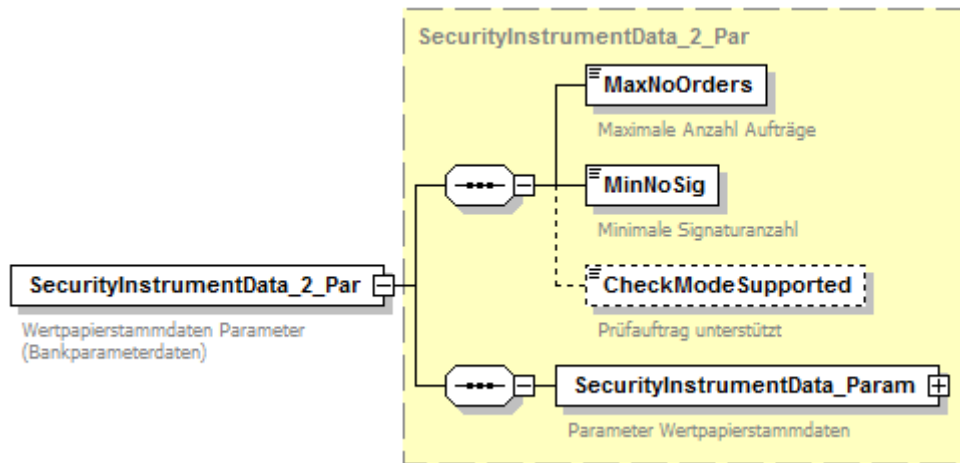 SecurityInstrumentData_2_Par
MaxNoOrders
Maximale Anzahl Aufträge
MinNoSig
Minimale Signaturanzahl
CheckModeSupported
Prüfauftrag unterstützt
SecurityInstrumentData_2_Par
Wertpapierstammdaten Parameter
(Bankparameterdaten)
SecurityInstrumentData_Param
Parameter Wertpapierstammdaten